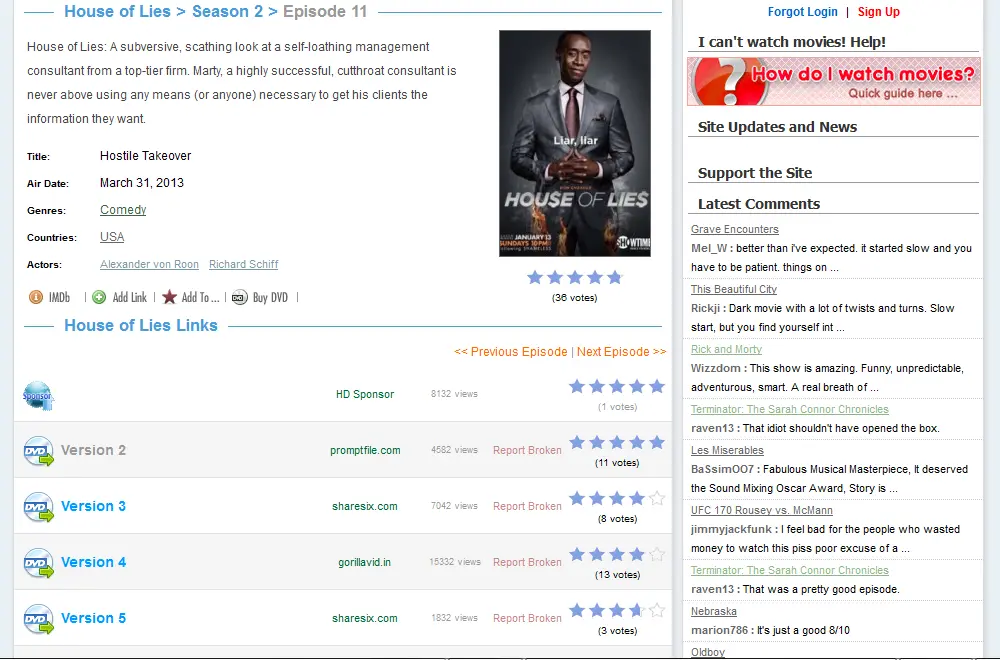 House of Lies > Season 2 > Episode 11
House of Lies: A subversive, scathing look at a self-loathing management
consultant from a top-tier firm. Marty, a highly successful, cutthroat consultant is
never above using any means (or anyone) necessary to get his clients the
information they want.
Title: Hostile Takeover
Air Date: March 31, 2013
Genres: Comedy
Countries: USA
Actors: Alexander von Roon Richard Schiff
Liar, liar
DON CHEADLE
HOU$E OF LIE$
JANUARY 13
SUNDAYS 10PM
following SHAMELESS
SHOWTIME
(36 votes)
IMDb | Add Link | Add To ... | Buy DVD |
House of Lies Links
<< Previous Episode | Next Episode >>
Sponsor HD Sponsor 8132 views
(1 votes)
DVD Version 2 promptfile.com 4582 views Report Broken
(11 votes)
DVD Version 3 sharesix.com 7042 views Report Broken
(8 votes)
DVD Version 4 gorillavid.in 15332 views Report Broken
(13 votes)
DVD Version 5 sharesix.com 1832 views Report Broken
(3 votes)
Forgot Login | Sign Up
I can't watch movies! Help!
? How do I watch movies?
Quick guide here ...
Site Updates and News
Support the Site
Latest Comments
Grave Encounters
Mel_W : better than i've expected. it started slow and you
have to be patient. things on ...
This Beautiful City
Rickji : Dark movie with a lot of twists and turns. Slow
start, but you find yourself int ...
Rick and Morty
Wizzdom : This show is amazing. Funny, unpredictable,
adventurous, smart. A real breath of ...
Terminator: The Sarah Connor Chronicles
raven13 : That idiot shouldn't have opened the box.
Les Miserables
BaSsimOO7 : Fabulous Musical Masterpiece, It deserved
the Sound Mixing Oscar Award, Story is ...
UFC 170 Rousey vs. McMann
jimmyjackfunk : I feel bad for the people who wasted
money to watch this piss poor excuse of a ...
Terminator: The Sarah Connor Chronicles
raven13 : That was a pretty good episode.
Nebraska
marion786 : It's just a good 8/10
Oldboy